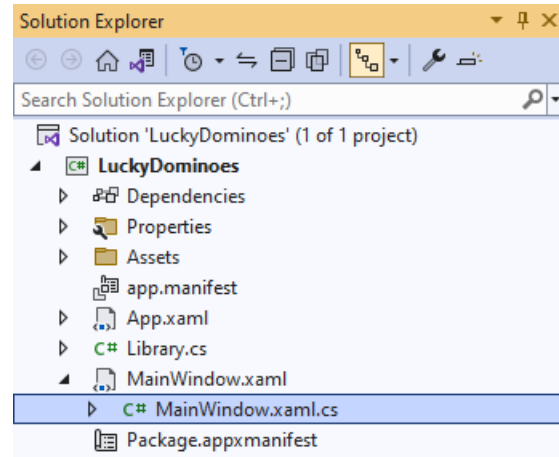 Solution Explorer
Search Solution Explorer (Ctrl+;)
Solution 'LuckyDominoes' (1 of 1 project)
C# LuckyDominoes
Dependencies
Properties
Assets
app.manifest
App.xaml
C# Library.cs
MainWindow.xaml
C# MainWindow.xaml.cs
Package.appxmanifest